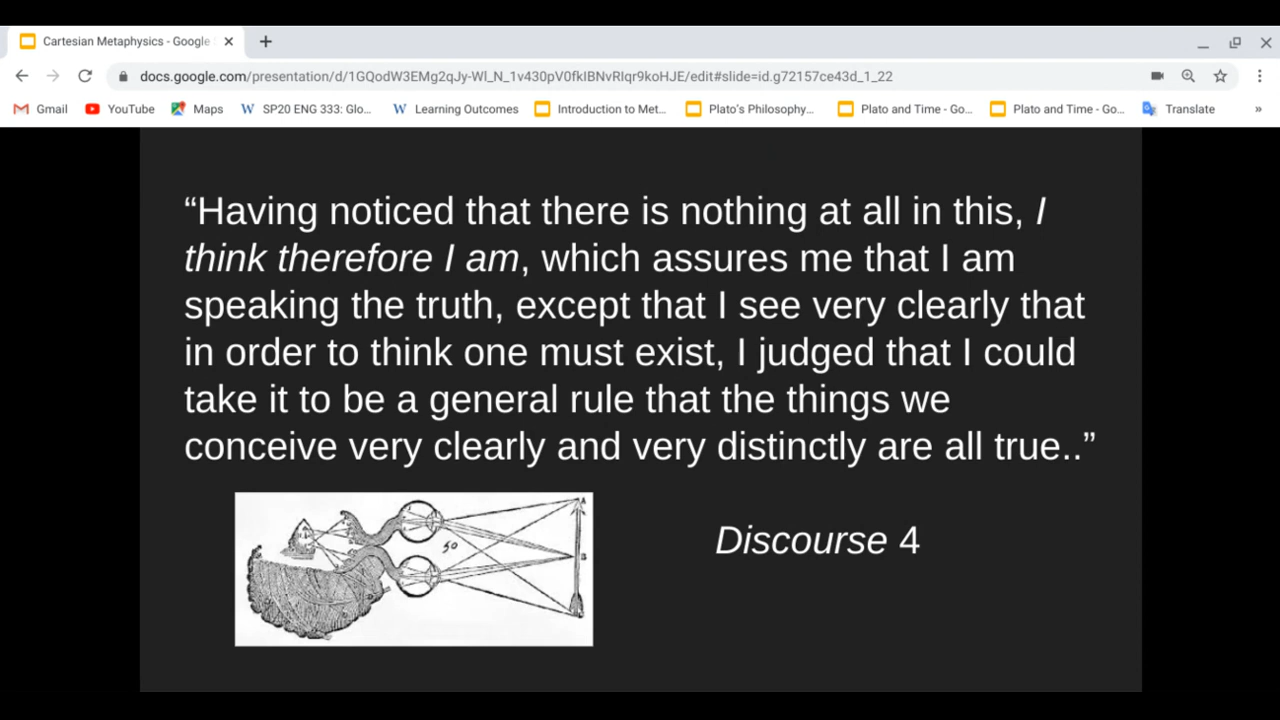 Cartesian Metaphysics - Google
docs.google.com/presentation/d/1GQodW3EMg2qJy-Wl_N_1v430pV0fkIBNvRIqr9koHJE/edit#slide=id.g72157ce43d_1_22
Gmail YouTube Maps SP20 ENG 333: Glo... Learning Outcomes Introduction to Met... Plato's Philosophy... Plato and Time - Go... Plato and Time - Go... Translate »
“Having noticed that there is nothing at all in this, I
think therefore I am, which assures me that I am
speaking the truth, except that I see very clearly that
in order to think one must exist, I judged that I could
take it to be a general rule that the things we
conceive very clearly and very distinctly are all true..”
A
50
B
Discourse 4